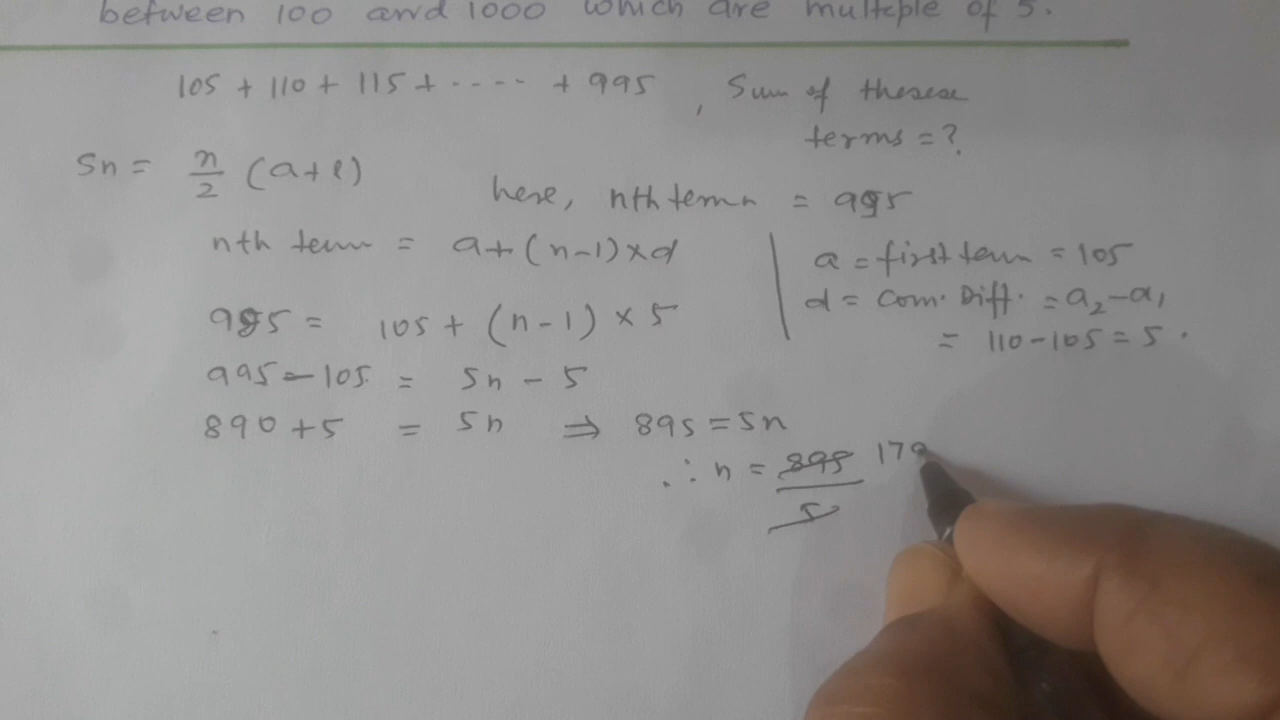 between 100 and 1000 which are multiple of 5.
105 + 110 + 115 + ..... + 995 , Sum of these
terms = ?
Sn = n/2 (a+l)
here, nth term = 995
nth term = a+(n-1)×d
a = first term = 105
d = Com. Diff. = a₂-a₁
= 110-105 = 5.
995 = 105 + (n-1) × 5
995-105 = 5n - 5
890+5 = 5n ⇒ 895 = 5n
∴ n = 895/5 179